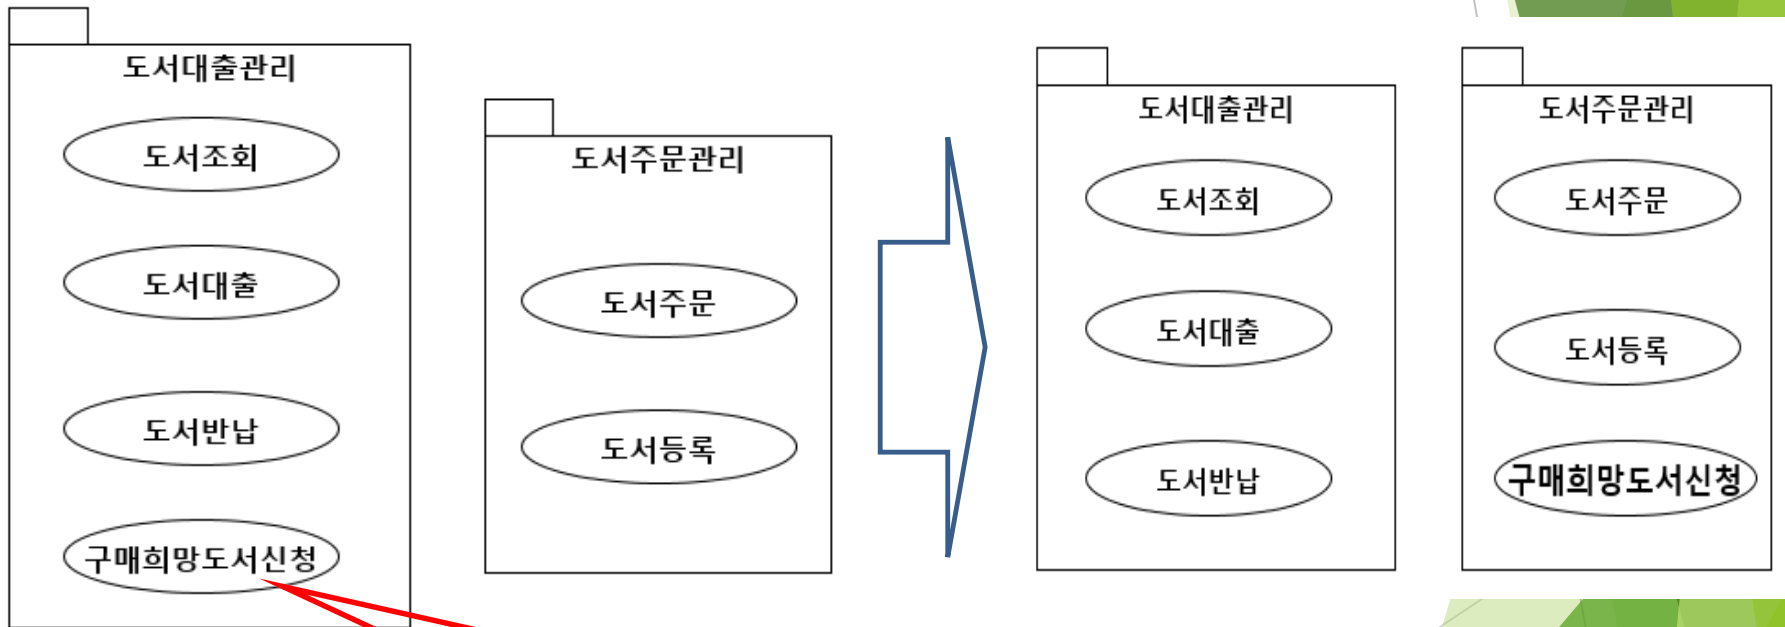 도서대출관리
도서조회
도서대출
도서반납
구매희망도서신청
도서주문관리
도서주문
도서등록
도서대출관리
도서조회
도서대출
도서반납
도서주문관리
도서주문
도서등록
구매희망도서신청